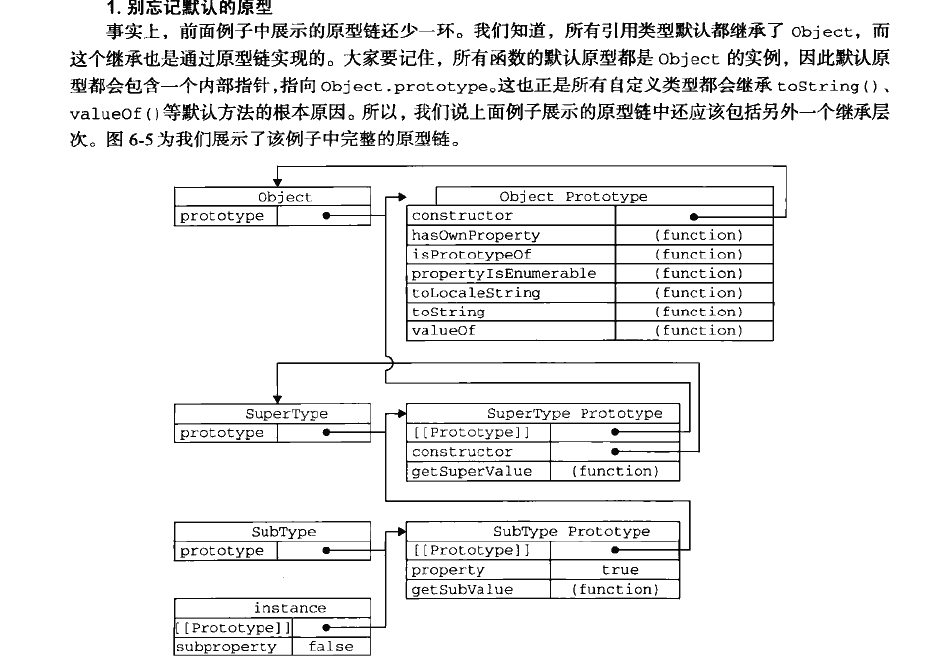 1. 别忘记默认的原型
事实上，前面例子中展示的原型链还少一环。我们知道，所有引用类型默认都继承了 Object，而
这个继承也是通过原型链实现的。大家要记住，所有函数的默认原型都是 Object 的实例，因此默认原
型都会包含一个内部指针，指向 Object.prototype。这也正是所有自定义类型都会继承 toString()、
valueOf()等默认方法的根本原因。所以，我们说上面例子展示的原型链中还应该包括另外一个继承层
次。图 6-5 为我们展示了该例子中完整的原型链。
Object
prototype
Object Prototype
constructor
hasOwnProperty (function)
isPrototypeOf (function)
propertyIsEnumerable (function)
toLocaleString (function)
toString (function)
valueOf (function)
SuperType
prototype
SuperType Prototype
[[Prototype]]
constructor
getSuperValue (function)
SubType
prototype
SubType Prototype
[[Prototype]]
property true
getSubValue (function)
instance
[[Prototype]]
subproperty false